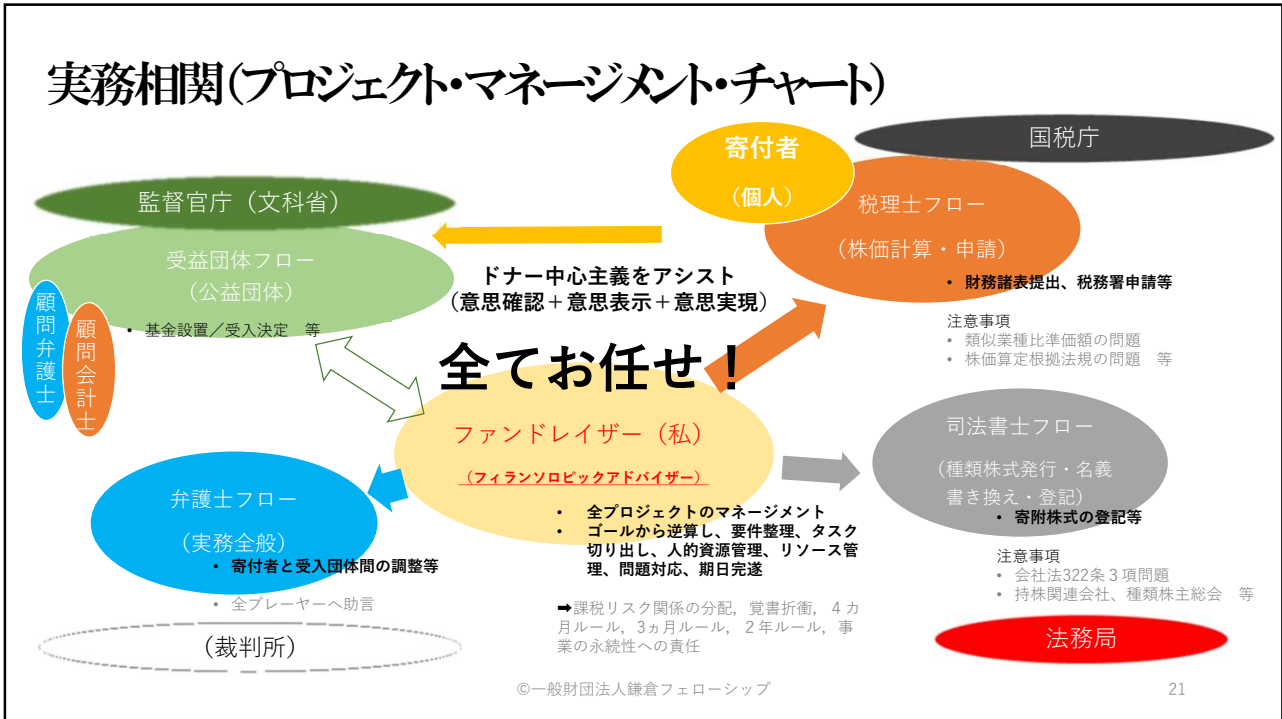 実務相関(プロジェクト・マネージメント・チャート)
国税庁
寄付者
(個人)
監督官庁(文科省)
税理士フロー
(株価計算・申請)
• 財務諸表提出、税務署申請等
注意事項
• 類似業種比準価額の問題
• 株価算定根拠法規の問題 等
受益団体フロー
(公益団体)
• 基金設置／受入決定 等
顧問弁護士
顧問会計士
ドナー中心主義をアシスト
(意思確認＋意思表示＋意思実現)
全てお任せ！
ファンドレイザー(私)
(フィランソロピックアドバイザー)
• 全プロジェクトのマネージメント
• ゴールから逆算し、要件整理、タスク
切り出し、人的資源管理、リソース管
理、問題対応、期日完遂
➡課税リスク関係の分配，覚書折衝，４カ
月ルール，3ヵ月ルール，２年ルール，事
業の永続性への責任
司法書士フロー
(種類株式発行・名義
書き換え・登記)
• 寄附株式の登記等
注意事項
• 会社法322条３項問題
• 持株関連会社、種類株主総会 等
法務局
弁護士フロー
(実務全般)
• 寄付者と受入団体間の調整等
• 全プレーヤーへ助言
(裁判所)
©一般財団法人鎌倉フェローシップ
21